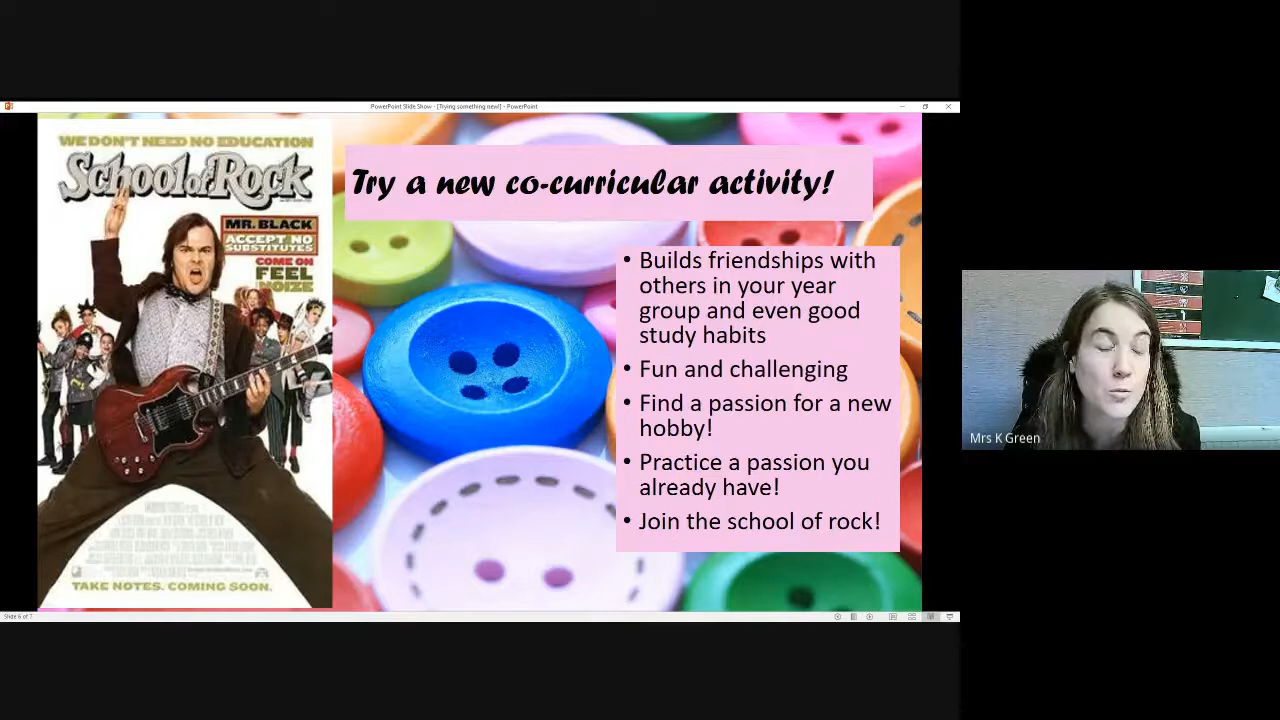 PowerPoint Slide Show - [Trying something new!] - PowerPoint
WE DON'T NEED NO EDUCATION
School of Rock
MR. BLACK
ACCEPT NO
SUBSTITUTES
COME ON
FEEL
NOIZE
TAKE NOTES. COMING SOON.
Try a new co-curricular activity!
• Builds friendships with
others in your year
group and even good
study habits
• Fun and challenging
• Find a passion for a new
hobby!
• Practice a passion you
already have!
• Join the school of rock!
Mrs K Green
Slide 6 of 7